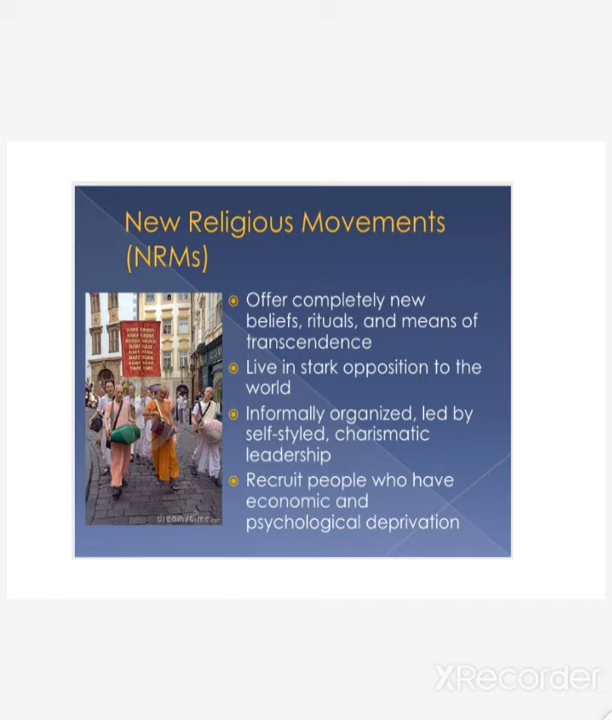 New Religious Movements
(NRMs)
Offer completely new
beliefs, rituals, and means of
transcendence
Live in stark opposition to the
world
Informally organized, led by
self-styled, charismatic
leadership
Recruit people who have
economic and
psychological deprivation
XRecorder